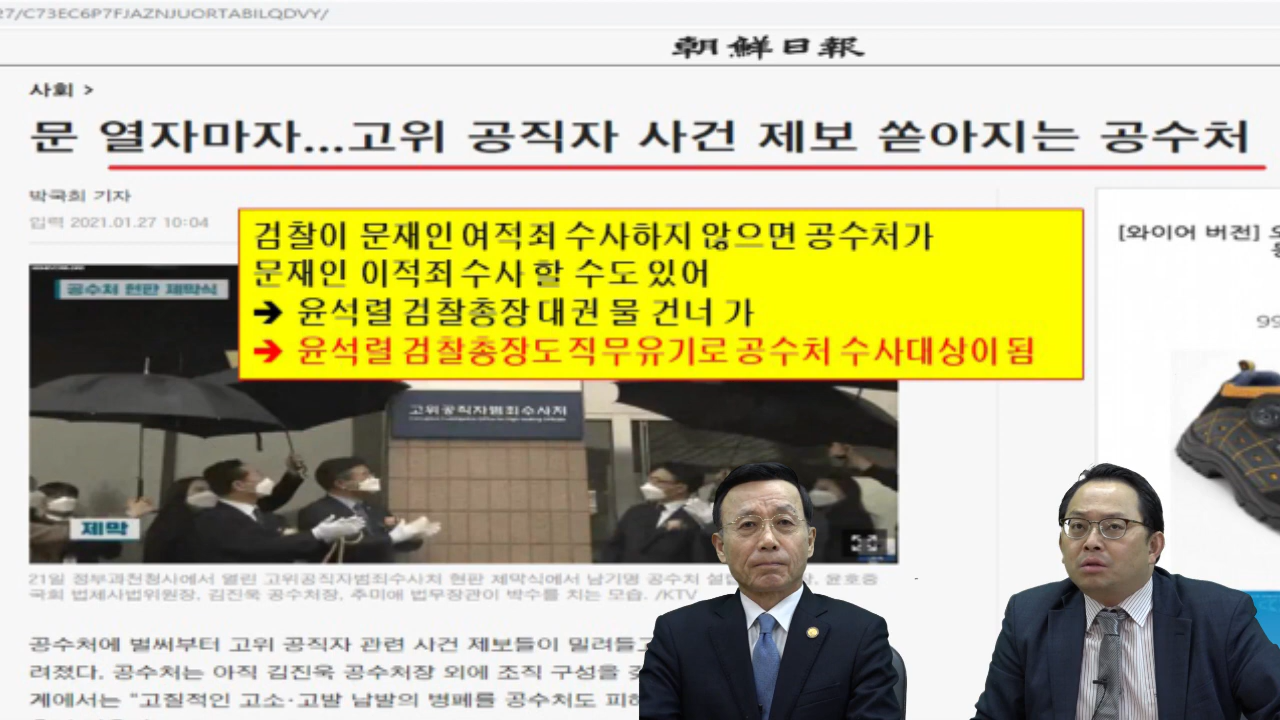 27/C73EC6P7FJAZNJUORTABILQDVY/
朝鮮日報
사회 >
문 열자마자...고위 공직자 사건 제보 쏟아지는 공수처
박국희 기자
입력 2021.01.27 10:04
검찰이 문재인 여적죄 수사하지 않으면 공수처가
문재인 이적죄 수사 할 수도 있어
➔ 윤석렬 검찰총장 대권 물 건너 가
➔ 윤석렬 검찰총장도 직무유기로 공수처 수사대상이 됨
[와이어 버전]
공수처 현판 제막식
고위공직자범죄수사처
제막
21일 정부과천청사에서 열린 고위공직자범죄수사처 현판 제막식에서 남기명 공수처 설립 윤호중
국회 법제사법위원장, 김진욱 공수처장, 추미애 법무장관이 박수를 치는 모습. /KTV
공수처에 벌써부터 고위 공직자 관련 사건 제보들이 밀려들고
려졌다. 공수처는 아직 김진욱 공수처장 외에 조직 구성을
계에서는 “고질적인 고소·고발 남발의 병폐를 공수처도 피해